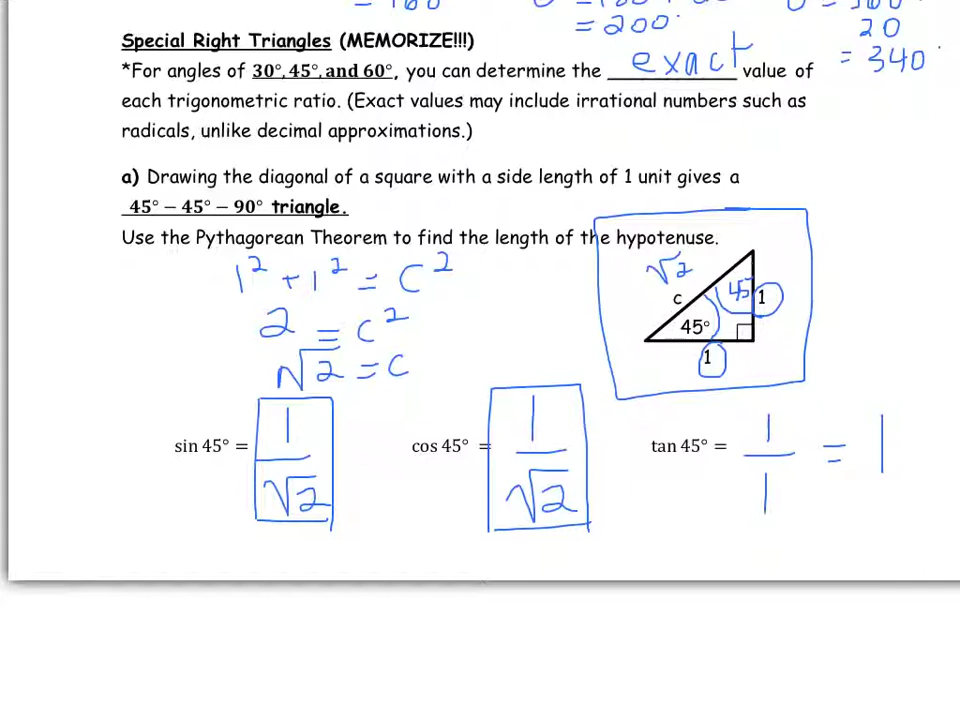 = 200°
20
= 340°
Special Right Triangles (MEMORIZE!!!)
*For angles of 30°, 45°, and 60°, you can determine the exact value of
each trigonometric ratio. (Exact values may include irrational numbers such as
radicals, unlike decimal approximations.)
a) Drawing the diagonal of a square with a side length of 1 unit gives a
45° – 45° – 90° triangle.
Use the Pythagorean Theorem to find the length of the hypotenuse.
1² + 1² = c²
2 = c²
√2 = c
√2
c
45
1
45°
1
sin 45° = 1/√2
cos 45° = 1/√2
tan 45° = 1/1 = 1